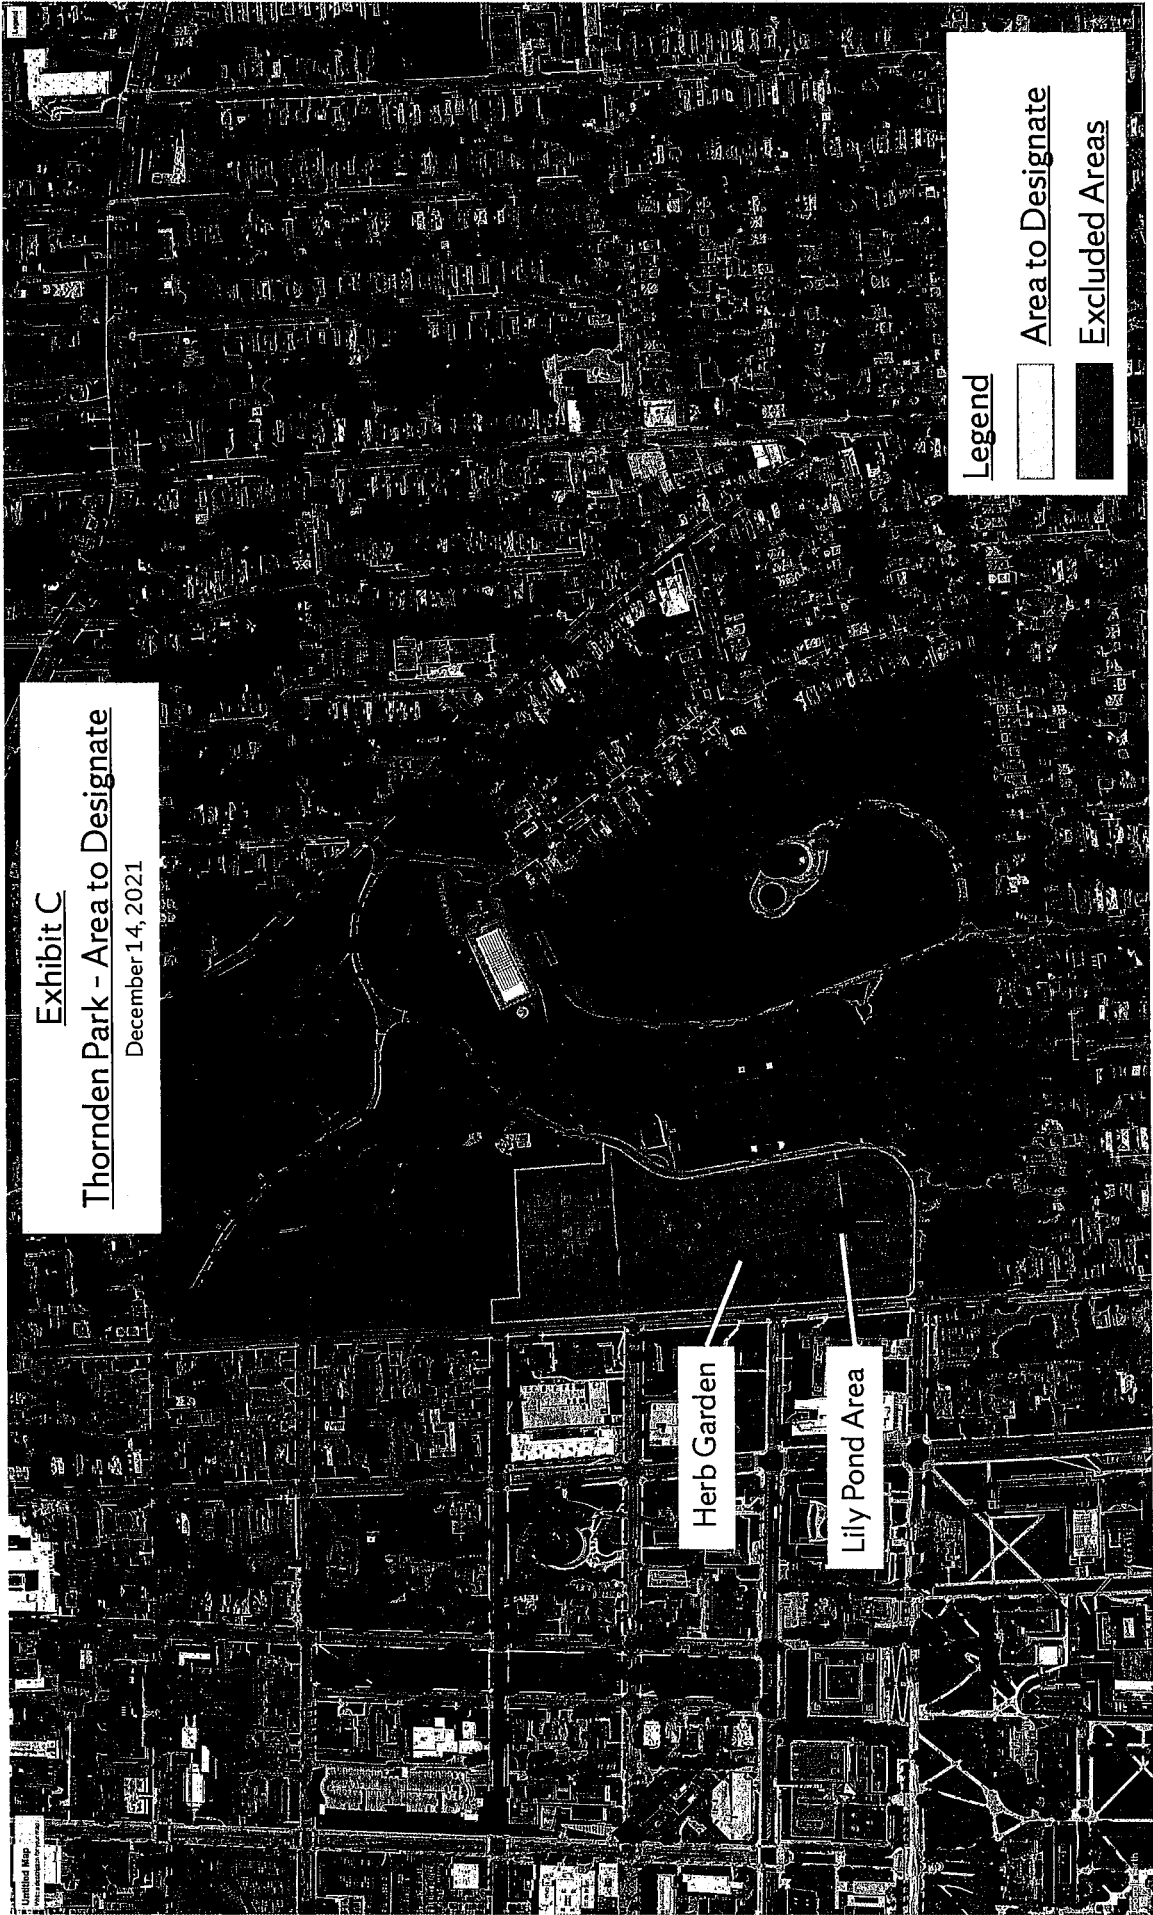 Exhibit C
Thornden Park - Area to Designate
December 14, 2021
Legend
Area to Designate
Excluded Areas
Herb Garden
Lily Pond Area
Untitled Map